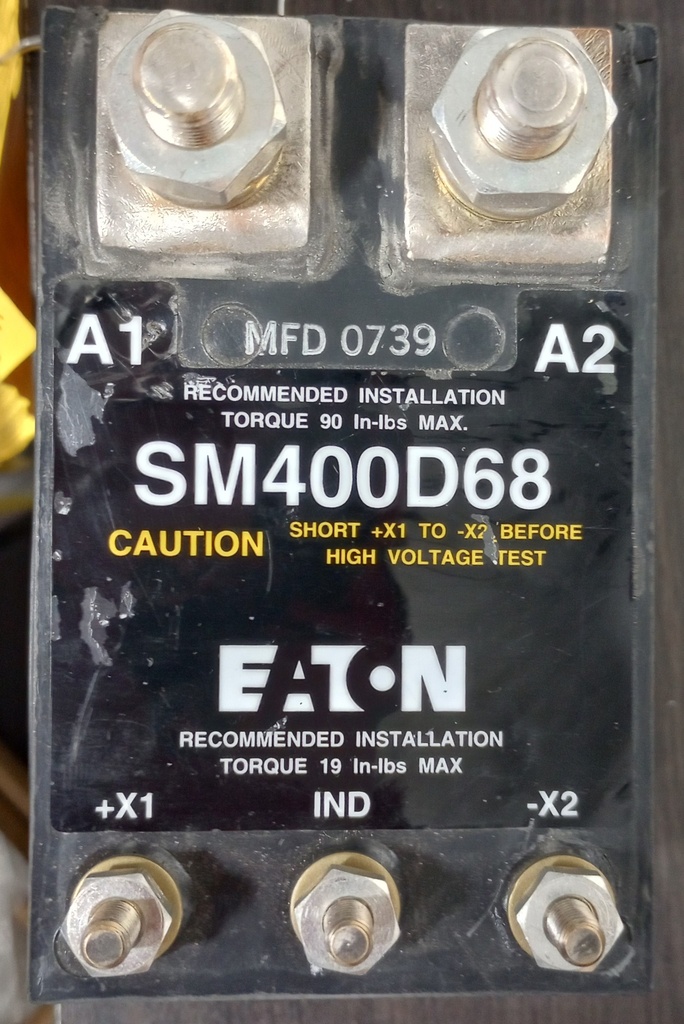 A1 MFD 0739 A2
RECOMMENDED INSTALLATION
TORQUE 90 In-lbs MAX.
SM400D68
CAUTION SHORT +X1 TO -X2 BEFORE
HIGH VOLTAGE TEST
EATON
RECOMMENDED INSTALLATION
TORQUE 19 In-lbs MAX
+X1 IND -X2